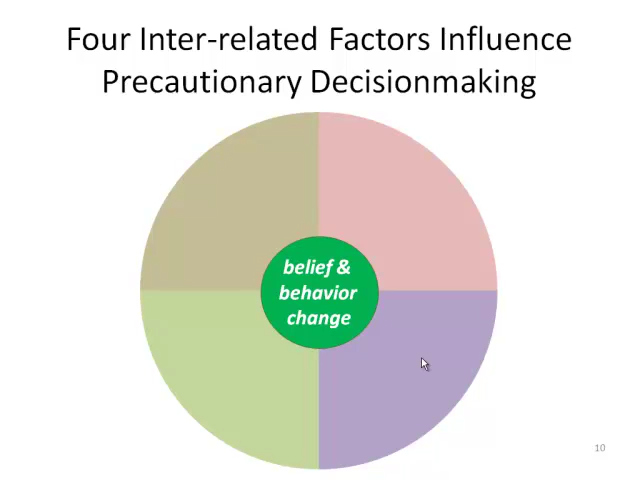 Four Inter-related Factors Influence
Precautionary Decisionmaking
belief &
behavior
change
10